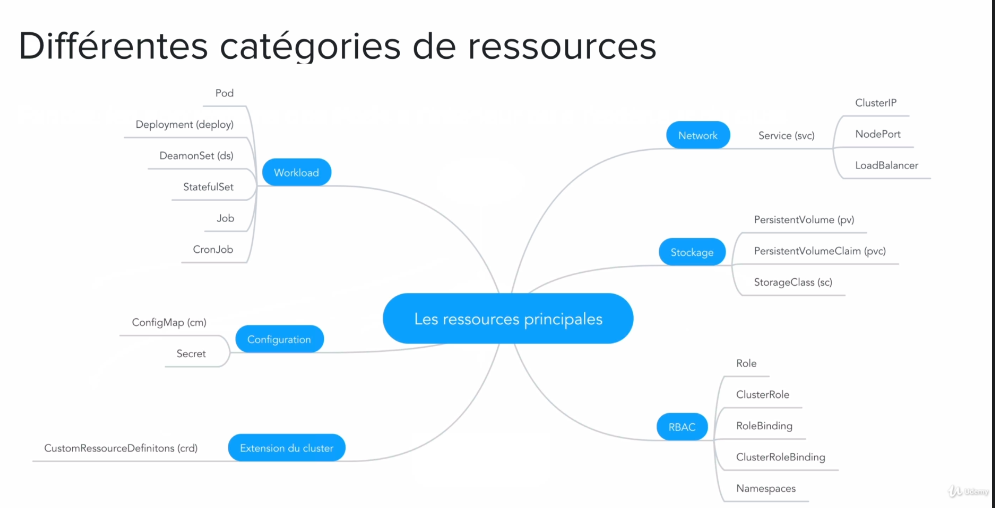 Différentes catégories de ressources
Pod
Deployment (deploy)
DeamonSet (ds)
StatefulSet
Job
CronJob
Workload
ConfigMap (cm)
Secret
Configuration
CustomRessourceDefinitons (crd)
Extension du cluster
Les ressources principales
Network
Service (svc)
ClusterIP
NodePort
LoadBalancer
Stockage
PersistentVolume (pv)
PersistentVolumeClaim (pvc)
StorageClass (sc)
RBAC
Role
ClusterRole
RoleBinding
ClusterRoleBinding
Namespaces
Udemy